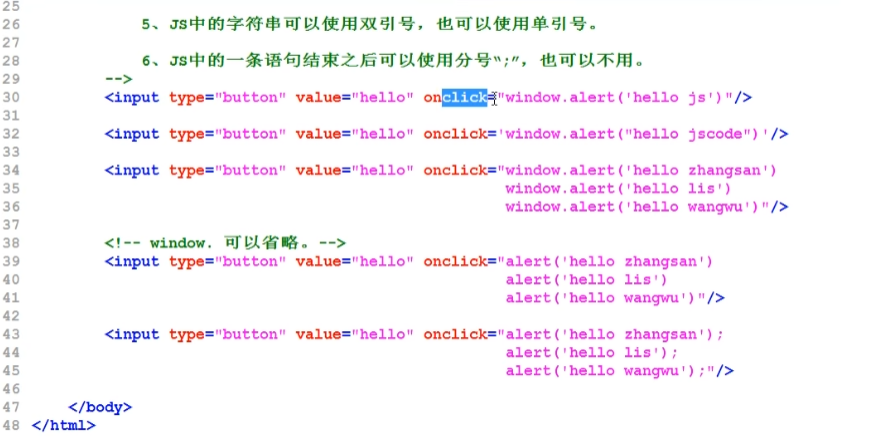 25
26 5、JS中的字符串可以使用双引号，也可以使用单引号。
27
28 6、JS中的一条语句结束之后可以使用分号";"，也可以不用。
29 -->
30 <input type="button" value="hello" onclick="window.alert('hello js')"/>
31
32 <input type="button" value="hello" onclick='window.alert("hello jscode")'/>
33
34 <input type="button" value="hello" onclick="window.alert('hello zhangsan')
35 window.alert('hello lis')
36 window.alert('hello wangwu')"/>
37
38 <!-- window. 可以省略。-->
39 <input type="button" value="hello" onclick="alert('hello zhangsan')
40 alert('hello lis')
41 alert('hello wangwu')"/>
42
43 <input type="button" value="hello" onclick="alert('hello zhangsan');
44 alert('hello lis');
45 alert('hello wangwu');"/>
46
47 </body>
48 </html>